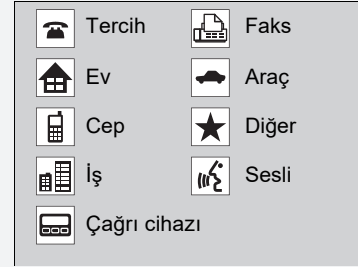 Tercih Faks
Ev Araç
Cep Diğer
İş Sesli
Çağrı cihazı